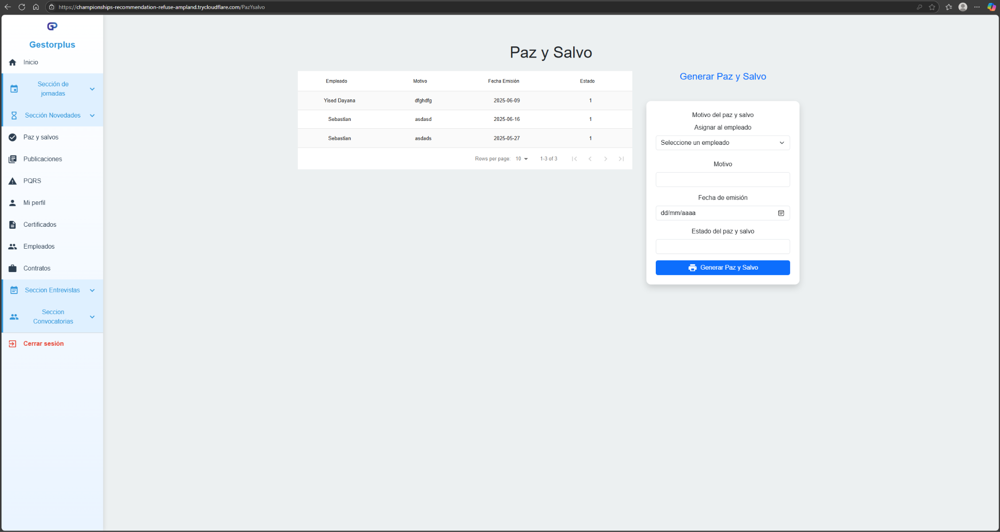 https://championships-recommendation-refuse-ampland.trycloudflare.com/PazYsalvo
GP
Gestorplus
Inicio
Sección de
jornadas
Sección Novedades
Paz y salvos
Publicaciones
PQRS
Mi perfil
Certificados
Empleados
Contratos
Seccion Entrevistas
Seccion
Convocatorias
Cerrar sesión
Paz y Salvo
Empleado Motivo Fecha Emisión Estado
Yised Dayana dfghdfg 2025-06-09 1
Sebastian asdasd 2025-06-16 1
Sebastian asdads 2025-05-27 1
Rows per page: 10 1-3 of 3
Generar Paz y Salvo
Motivo del paz y salvo
Asignar al empleado
Seleccione un empleado
Motivo
Fecha de emisión
dd/mm/aaaa
Estado del paz y salvo
Generar Paz y Salvo